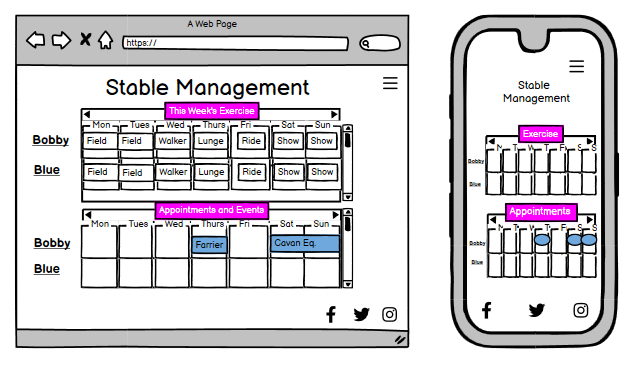 A Web Page
https://
Stable Management
This Week's Exercise
Mon Tues Wed Thurs Fri Sat Sun
Bobby Field Field Walker Lunge Ride Show Show
Blue Field Field Walker Lunge Ride Show Show
Appointments and Events
Mon Tues Wed Thurs Fri Sat Sun
Bobby Farrier Cavan Eq.
Blue
Stable
Management
Exercise
T W T F S S
Bobby
Blue
Appointments
T W T F S S
Bobby
Blue